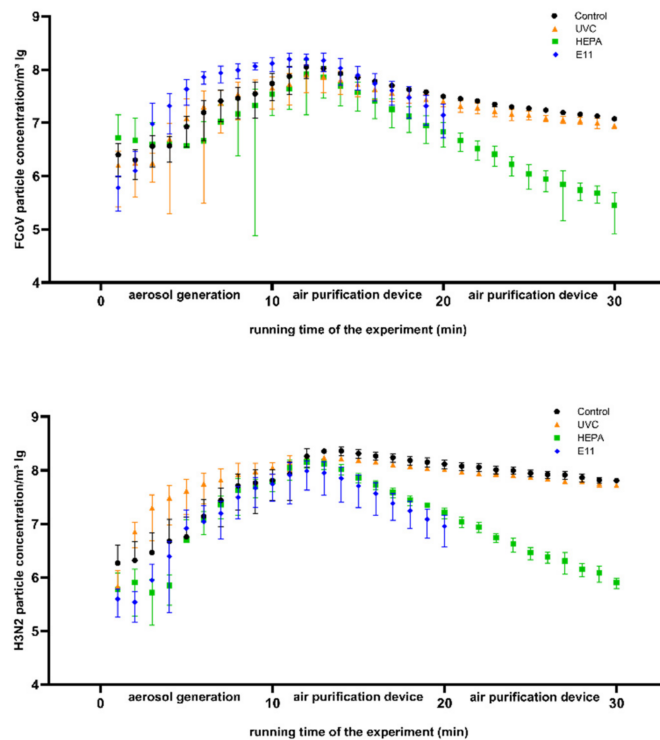 9
Control
UVC
HEPA
E11
8
7
6
5
4
FCoV particle concentration/m³ lg
0 10 20 30
aerosol generation air purification device air purification device
running time of the experiment (min)
9
Control
UVC
HEPA
E11
8
7
6
5
4
H3N2 particle concentration/m³ lg
0 10 20 30
aerosol generation air purification device air purification device
running time of the experiment (min)